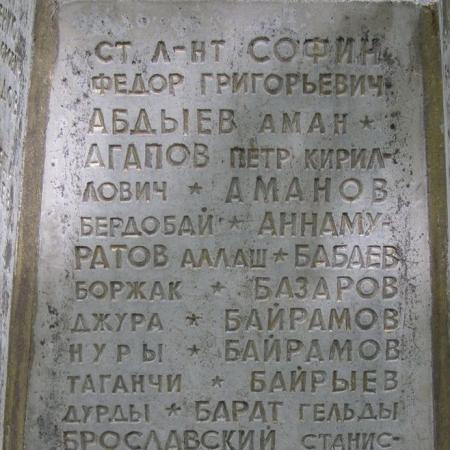 СТ. Л-НТ СОФИН
ФЕДОР ГРИГОРЬЕВИЧ
АБДЫЕВ АМАН *
АГАПОВ ПЕТР КИРИЛ-
ЛОВИЧ * АМАНОВ
БЕРДОБАЙ * АННАМУ-
РАТОВ АЛЛАШ * БАБАЕВ
БОРЖАК * БАЗАРОВ
ДЖУРА * БАЙРАМОВ
НУРЫ * БАЙРАМОВ
ТАГАНЧИ * БАЙРЫЕВ
ДУРДЫ * БАРАТ ГЕЛЬДЫ
БРОСЛАВСКИЙ СТАНИС-